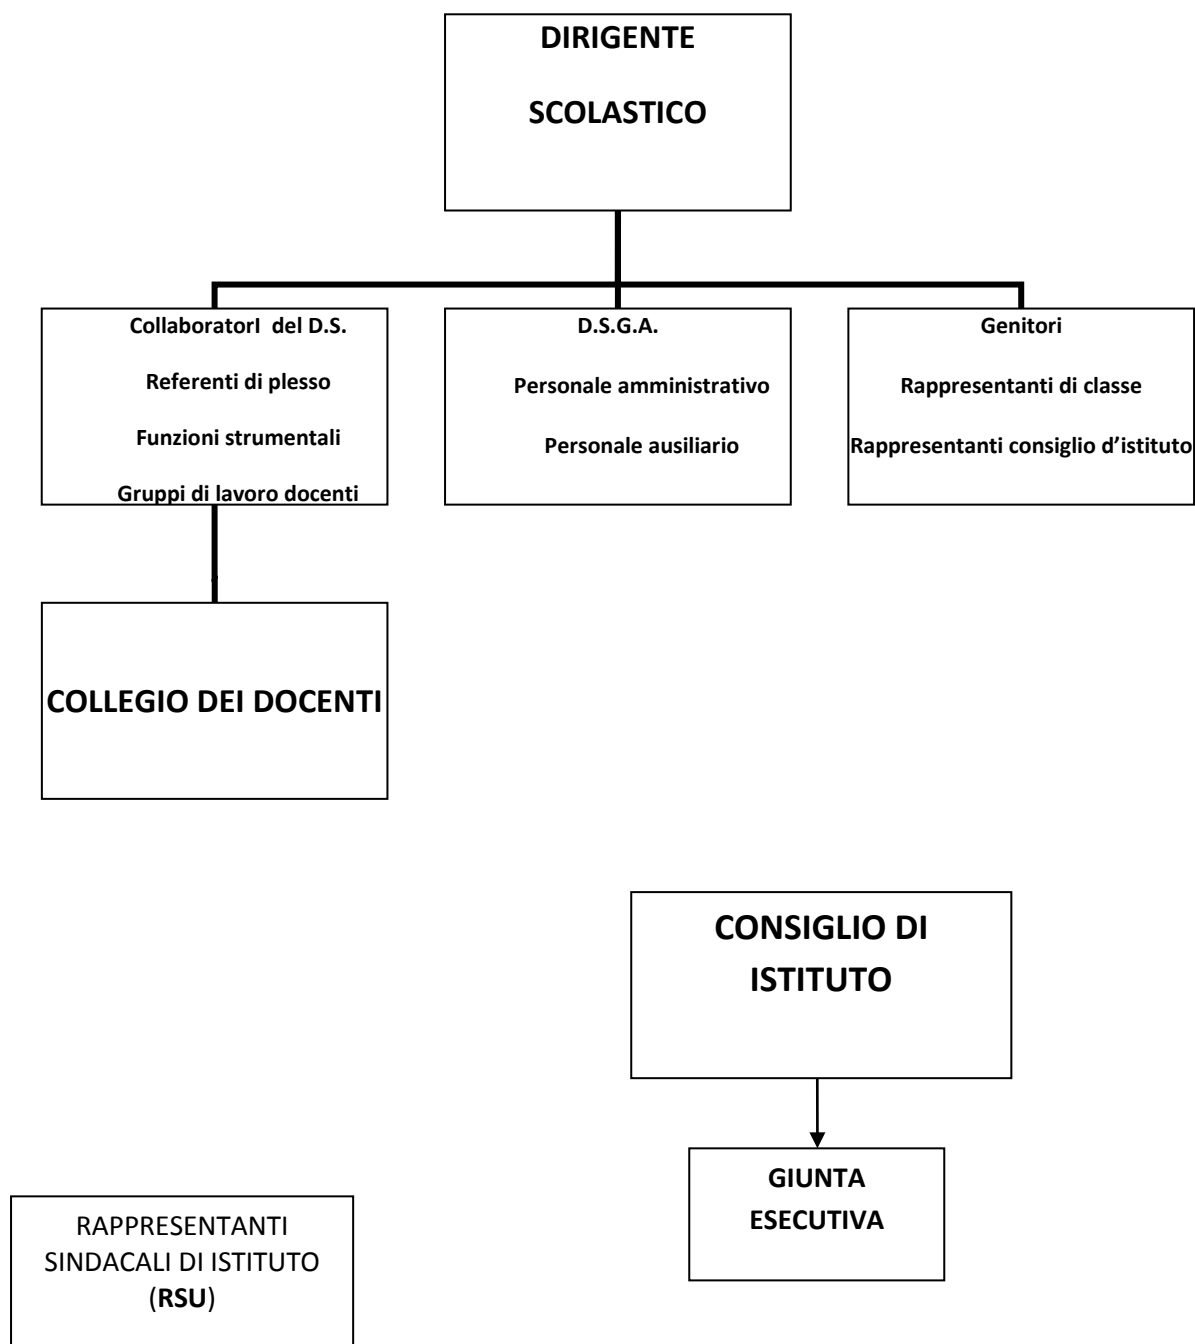 DIRIGENTE
SCOLASTICO
CollaboratorI del D.S.
Referenti di plesso
Funzioni strumentali
Gruppi di lavoro docenti
D.S.G.A.
Personale amministrativo
Personale ausiliario
Genitori
Rappresentanti di classe
Rappresentanti consiglio d’istituto
COLLEGIO DEI DOCENTI
CONSIGLIO DI
ISTITUTO
GIUNTA
ESECUTIVA
RAPPRESENTANTI
SINDACALI DI ISTITUTO
(RSU)